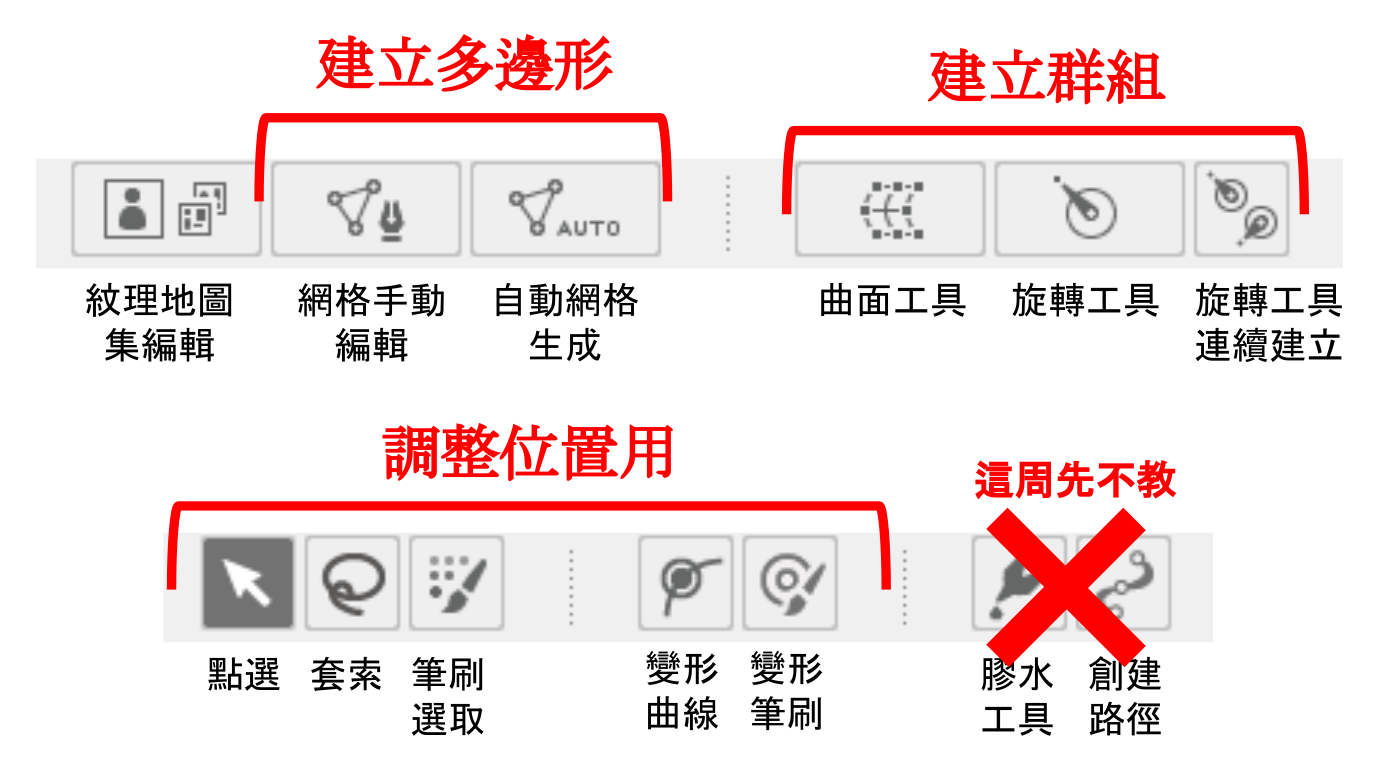 建立多邊形
建立群組
AUTO
紋理地圖
集編輯
網格手動
編輯
自動網格
生成
曲面工具
旋轉工具
旋轉工具
連續建立
調整位置用
這周先不教
點選
套索
筆刷
選取
變形
曲線
變形
筆刷
膠水
工具
創建
路徑